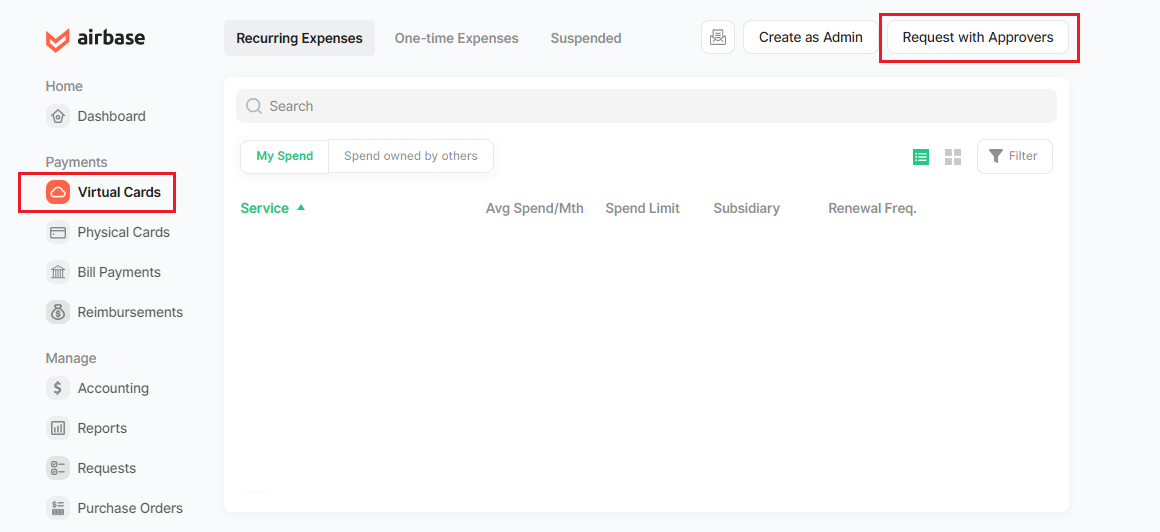 airbase
Recurring Expenses One-time Expenses Suspended Create as Admin Request with Approvers
Home
Dashboard
Payments
Virtual Cards
Physical Cards
Bill Payments
Reimbursements
Manage
Accounting
Reports
Requests
Purchase Orders
Search
My Spend Spend owned by others Filter
Service Avg Spend/Mth Spend Limit Subsidiary Renewal Freq.